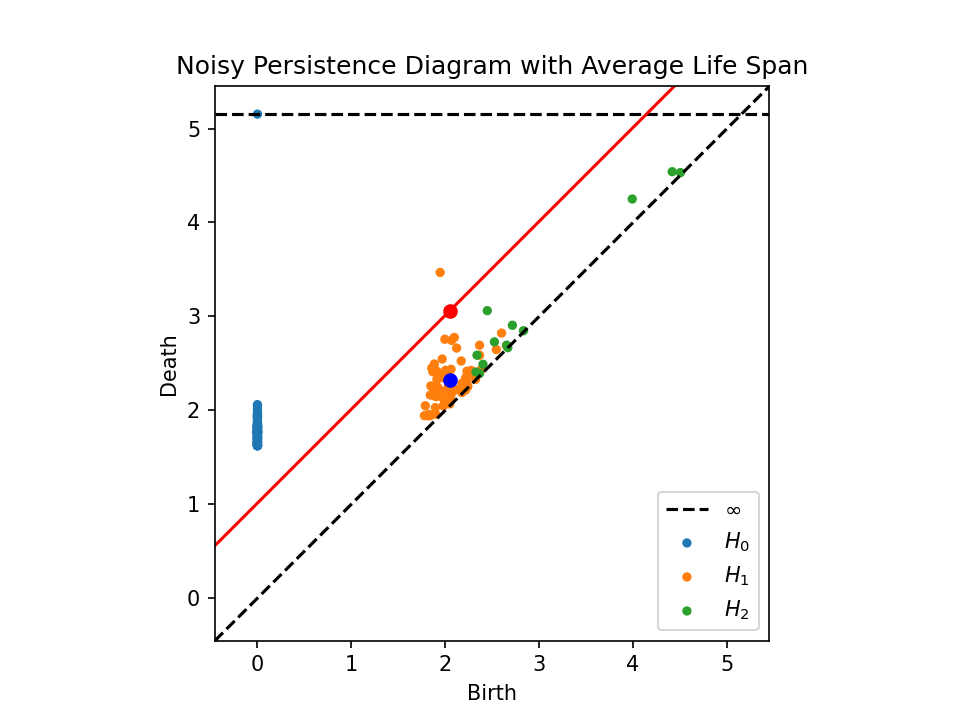 Noisy Persistence Diagram with Average Life Span
Death
5
4
3
2
1
0
0 1 2 3 4 5
Birth
∞
H₀
H₁
H₂